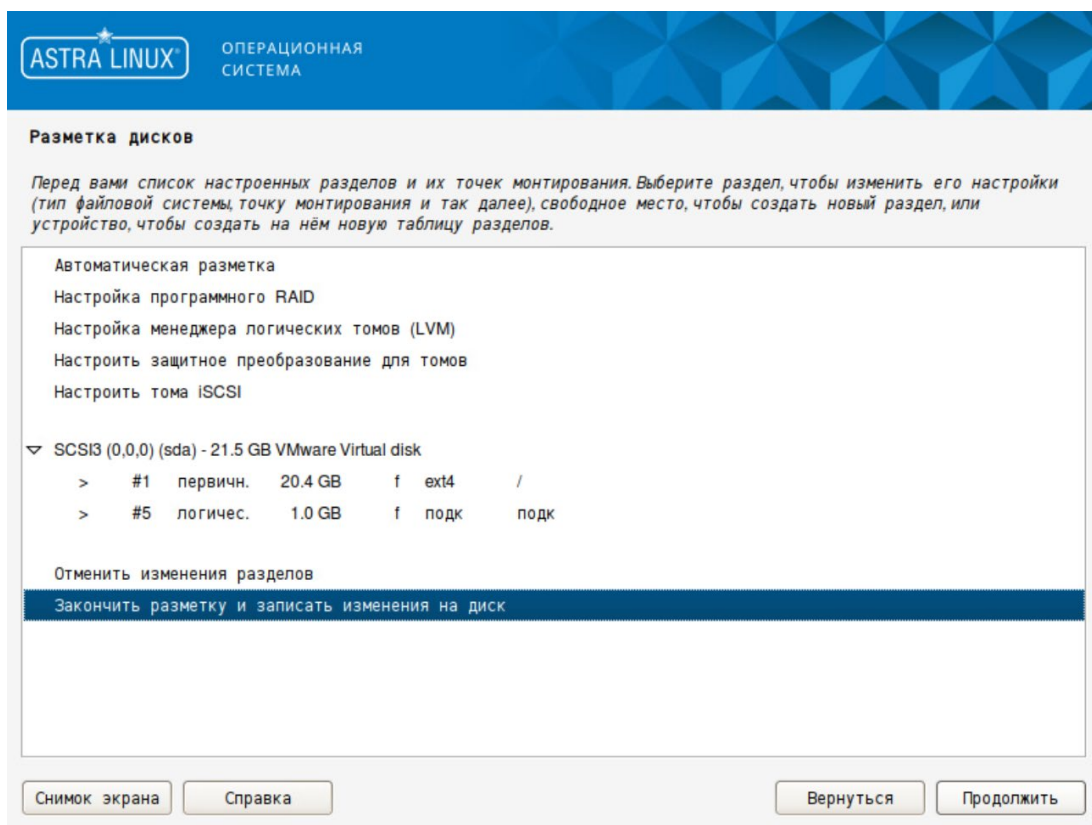 ASTRA LINUX®
ОПЕРАЦИОННАЯ
СИСТЕМА
Разметка дисков
Перед вами список настроенных разделов и их точек монтирования. Выберите раздел, чтобы изменить его настройки
(тип файловой системы, точку монтирования и так далее), свободное место, чтобы создать новый раздел, или
устройство, чтобы создать на нём новую таблицу разделов.
Автоматическая разметка
Настройка программного RAID
Настройка менеджера логических томов (LVM)
Настроить защитное преобразование для томов
Настроить тома iSCSI
SCSI3 (0,0,0) (sda) - 21.5 GB VMware Virtual disk
> #1 первичн. 20.4 GB f ext4 /
> #5 логичес. 1.0 GB f подк подк
Отменить изменения разделов
Закончить разметку и записать изменения на диск
Снимок экрана Справка Вернуться Продолжить